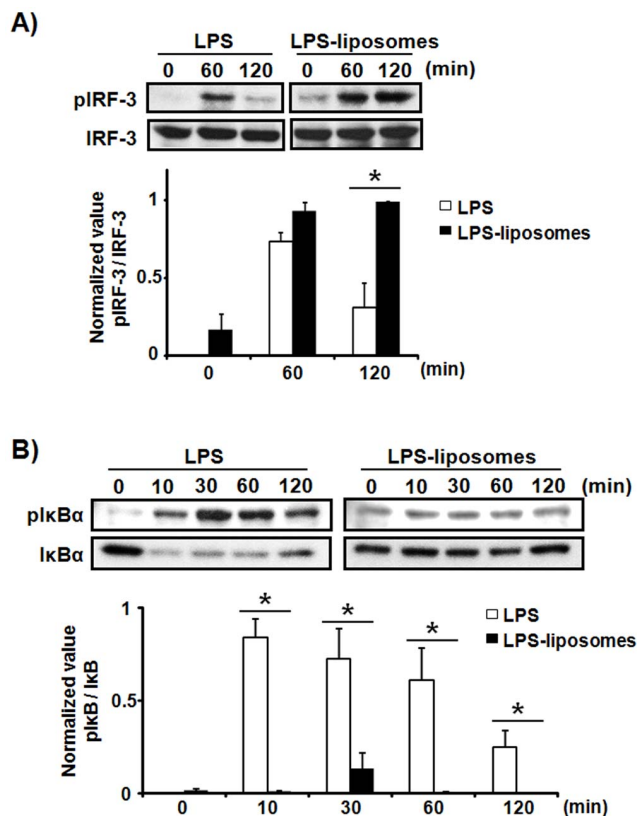 A)
LPS LPS-liposomes
0 60 120 0 60 120 (min)
pIRF-3
IRF-3
*
1
0.5
0
Normalized value
pIRF-3 / IRF-3
LPS
LPS-liposomes
0 60 120 (min)
B)
LPS LPS-liposomes
0 10 30 60 120 0 10 30 60 120 (min)
pIκBα
IκBα
* * * *
1
0.5
0
Normalized value
pIκB / IκB
LPS
LPS-liposomes
0 10 30 60 120 (min)